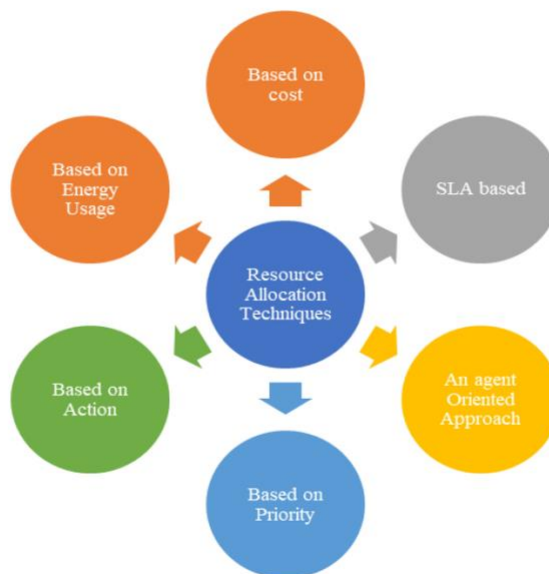 Based on
cost
Based on
Energy
Usage
SLA based
Resource
Allocation
Techniques
Based on
Action
An agent
Oriented
Approach
Based on
Priority